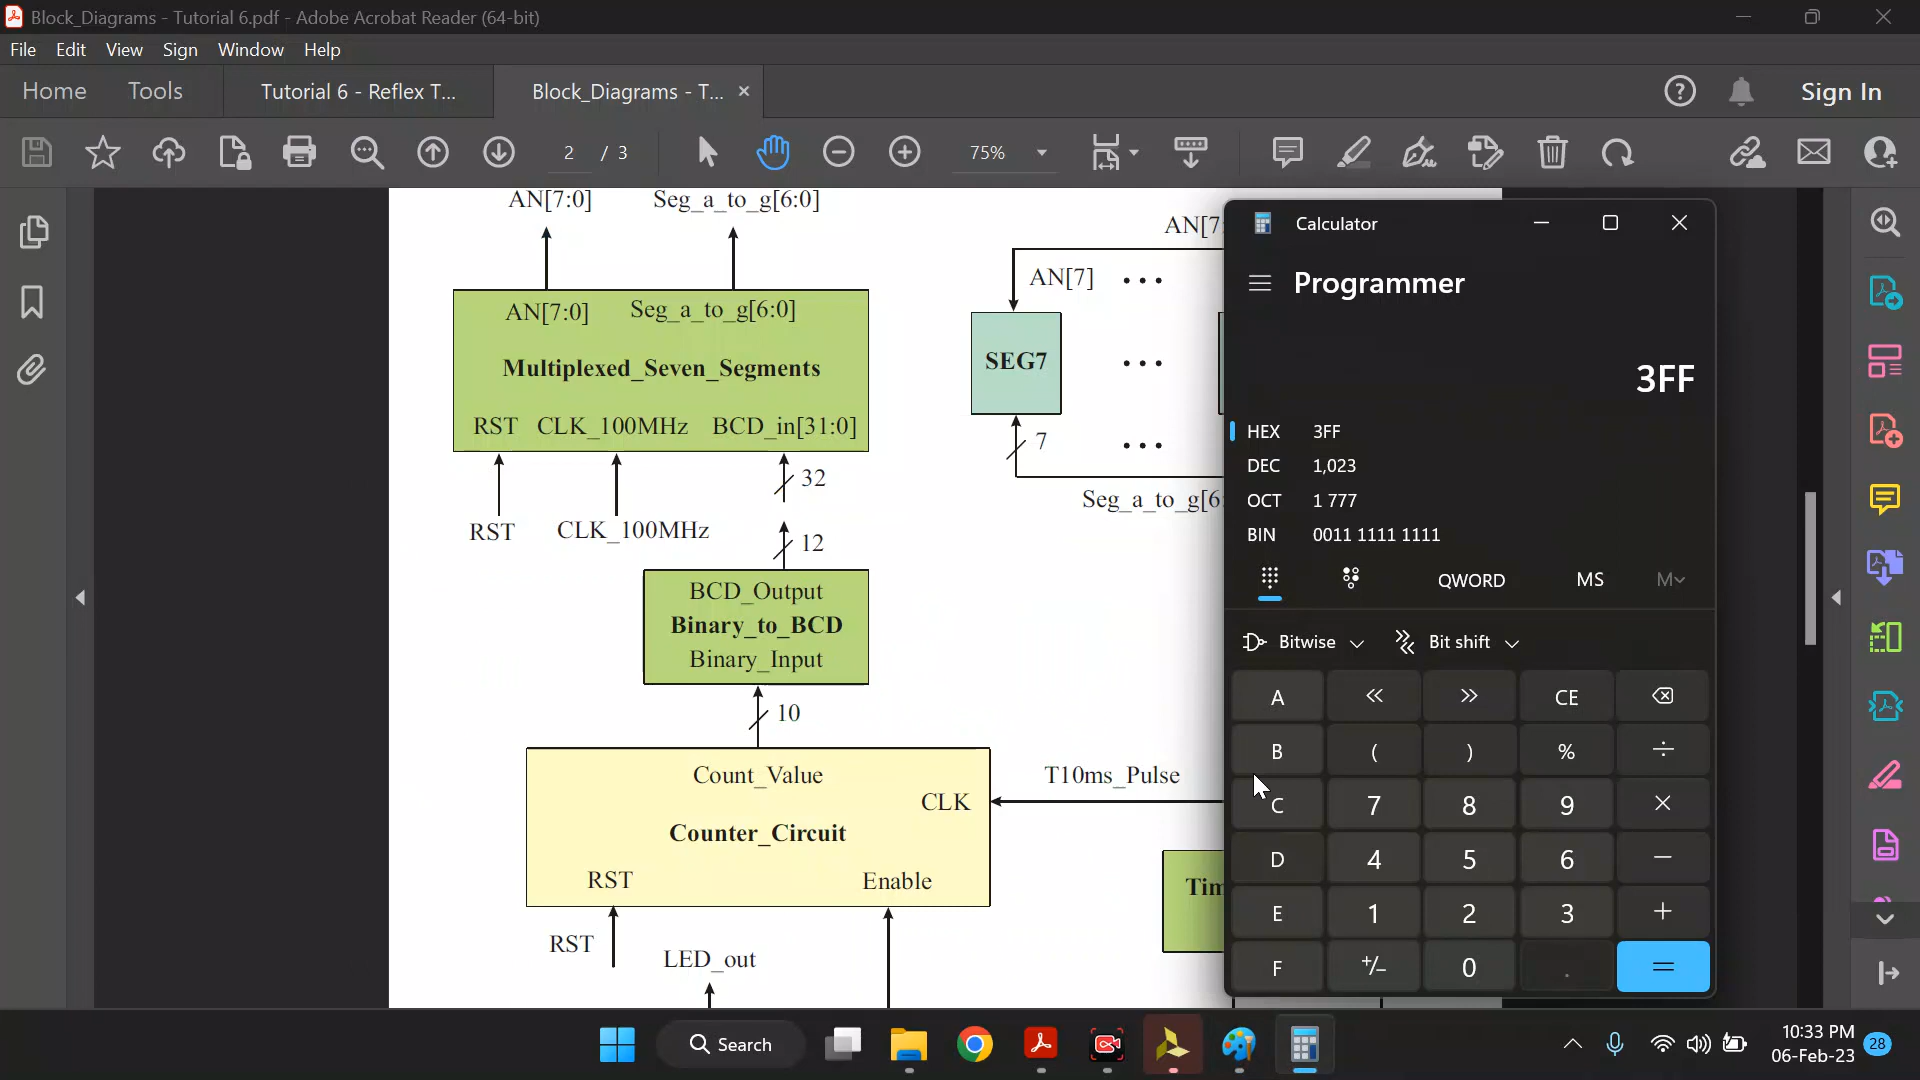 Block_Diagrams - Tutorial 6.pdf - Adobe Acrobat Reader (64-bit)
File Edit View Sign Window Help
Home Tools Tutorial 6 - Reflex T... Block_Diagrams - T... Sign In
2 / 3 75%
AN[7:0] Seg_a_to_g[6:0]
AN[7:0] Seg_a_to_g[6:0]
Multiplexed_Seven_Segments
RST CLK_100MHz BCD_in[31:0]
32
RST CLK_100MHz
12
BCD_Output
Binary_to_BCD
Binary_Input
10
Count_Value
CLK
Counter_Circuit
RST Enable
RST
LED_out
AN[7:
AN[7] •••
SEG7 •••
7 •••
Seg_a_to_g[6:
T10ms_Pulse
Tim
Calculator
Programmer
3FF
HEX 3FF
DEC 1,023
OCT 1 777
BIN 0011 1111 1111
QWORD MS M
Bitwise Bit shift
A << >> CE
B ( ) % ÷
C 7 8 9 ×
D 4 5 6 −
E 1 2 3 +
F +/− 0 . =
Search
10:33 PM
06-Feb-23 28